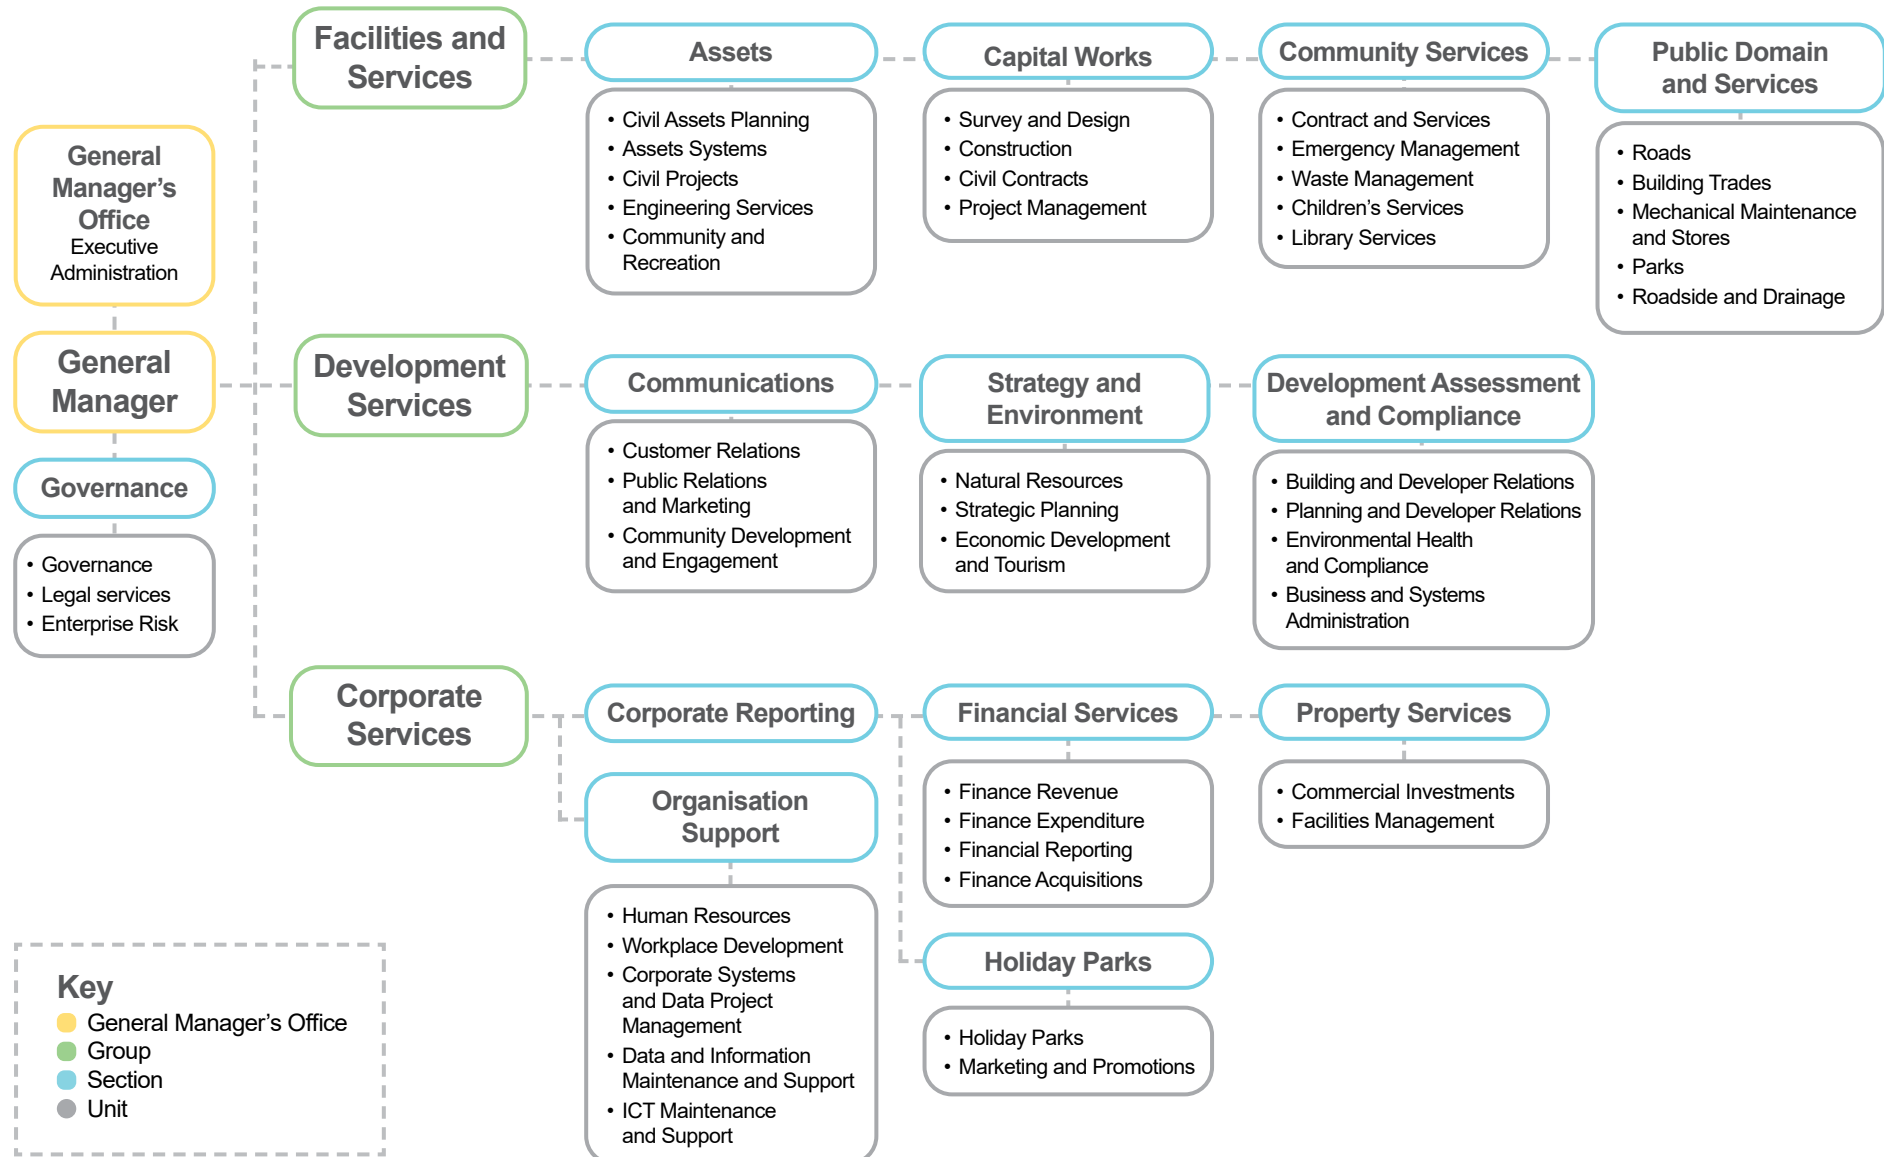 General
Manager’s
Office
Executive
Administration
General
Manager
Governance
• Governance
• Legal services
• Enterprise Risk
Facilities and
Services
Assets
• Civil Assets Planning
• Assets Systems
• Civil Projects
• Engineering Services
• Community and
Recreation
Capital Works
• Survey and Design
• Construction
• Civil Contracts
• Project Management
Community Services
• Contract and Services
• Emergency Management
• Waste Management
• Children’s Services
• Library Services
Public Domain
and Services
• Roads
• Building Trades
• Mechanical Maintenance
and Stores
• Parks
• Roadside and Drainage
Development
Services
Communications
• Customer Relations
• Public Relations
and Marketing
• Community Development
and Engagement
Strategy and
Environment
• Natural Resources
• Strategic Planning
• Economic Development
and Tourism
Development Assessment
and Compliance
• Building and Developer Relations
• Planning and Developer Relations
• Environmental Health
and Compliance
• Business and Systems
Administration
Corporate
Services
Corporate Reporting
Organisation
Support
• Human Resources
• Workplace Development
• Corporate Systems
and Data Project
Management
• Data and Information
Maintenance and Support
• ICT Maintenance
and Support
Financial Services
• Finance Revenue
• Finance Expenditure
• Financial Reporting
• Finance Acquisitions
Holiday Parks
• Holiday Parks
• Marketing and Promotions
Property Services
• Commercial Investments
• Facilities Management
Key
General Manager’s Office
Group
Section
Unit